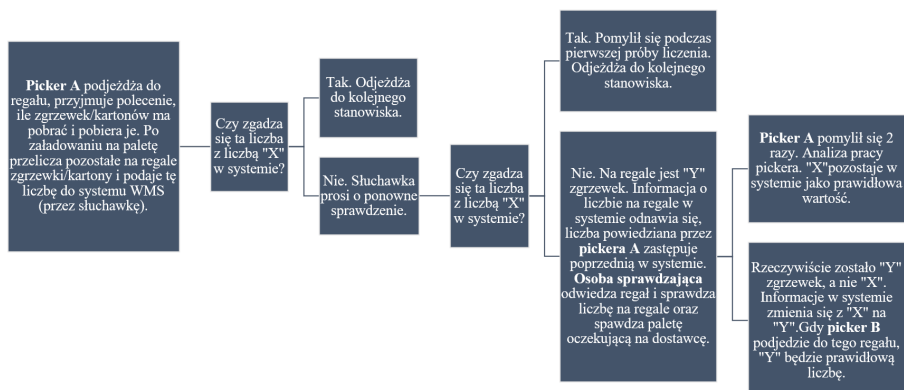 Picker A podjeżdża do
regału, przyjmuje polecenie,
ile zgrzewek/kartonów ma
pobrać i pobiera je. Po
załadowaniu na paletę
przelicza pozostałe na regale
zgrzewki/kartony i podaje tę
liczbę do systemu WMS
(przez słuchawkę).
Czy zgadza
się ta liczba
z liczbą "X"
w systemie?
Tak. Odjeżdża
do kolejnego
stanowiska.
Nie. Słuchawka
prosi o ponowne
sprawdzenie.
Czy zgadza
się ta liczba
z liczbą "X"
w systemie?
Tak. Pomylił się podczas
pierwszej próby liczenia.
Odjeżdża do kolejnego
stanowiska.
Nie. Na regale jest "Y"
zgrzewek. Informacja o
liczbie na regale w
systemie odnawia się,
liczba powiedziana przez
pickera A zastępuje
poprzednią w systemie.
Osoba sprawdzająca
odwiedza regał i sprawdza
liczbę na regale oraz
spawdza paletę
oczekującą na dostawcę.
Picker A pomylił się 2
razy. Analiza pracy
pickera. "X"pozostaje w
systemie jako prawidłowa
wartość.
Rzeczywiście zostało "Y"
zgrzewek, a nie "X".
Informacje w systemie
zmienia się z "X" na
"Y".Gdy picker B
podjedzie do tego regału,
"Y" będzie prawidłową
liczbę.